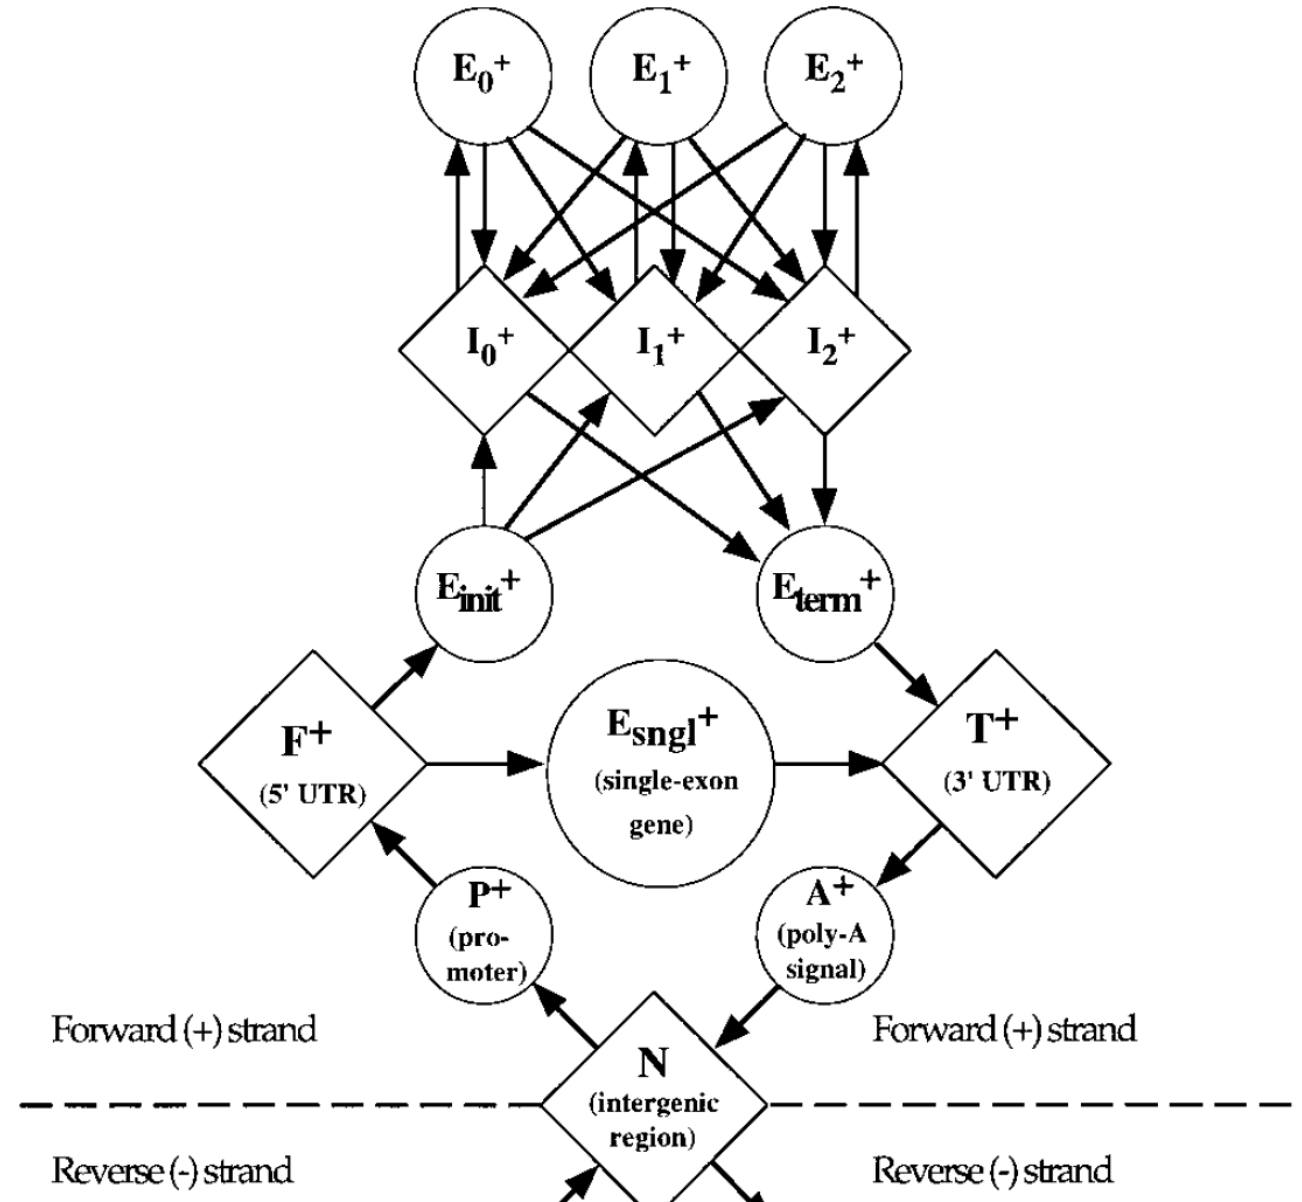 E₀⁺ E₁⁺ E₂⁺
I₀⁺ I₁⁺ I₂⁺
Einit⁺ Eterm⁺
F⁺
(5' UTR)
Esngl⁺
(single-exon
gene)
T⁺
(3' UTR)
P⁺
(pro-
moter)
A⁺
(poly-A
signal)
Forward (+) strand
Forward (+) strand
N
(intergenic
region)
Reverse (-) strand
Reverse (-) strand